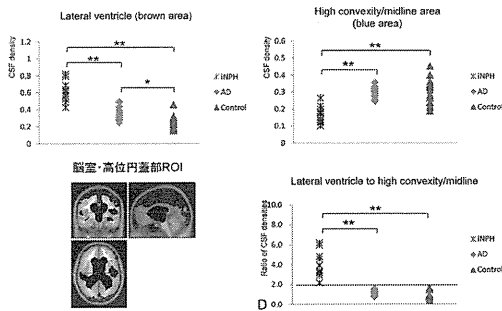 Lateral ventricle (brown area)
CSF density
1.2
1
0.8
0.6
0.4
0.2
0
**
**
*
iNPH
AD
Control
High convexity/midline area
(blue area)
CSF density
0.5
0.4
0.3
0.2
0.1
0.0
**
**
iNPH
AD
Control
脳室・高位円蓋部ROI
Lateral ventricle to high convexity/midline
Ratio of CSF densities
10.0
8.0
6.0
4.0
2.0
0.0
**
**
D
iNPH
AD
Control